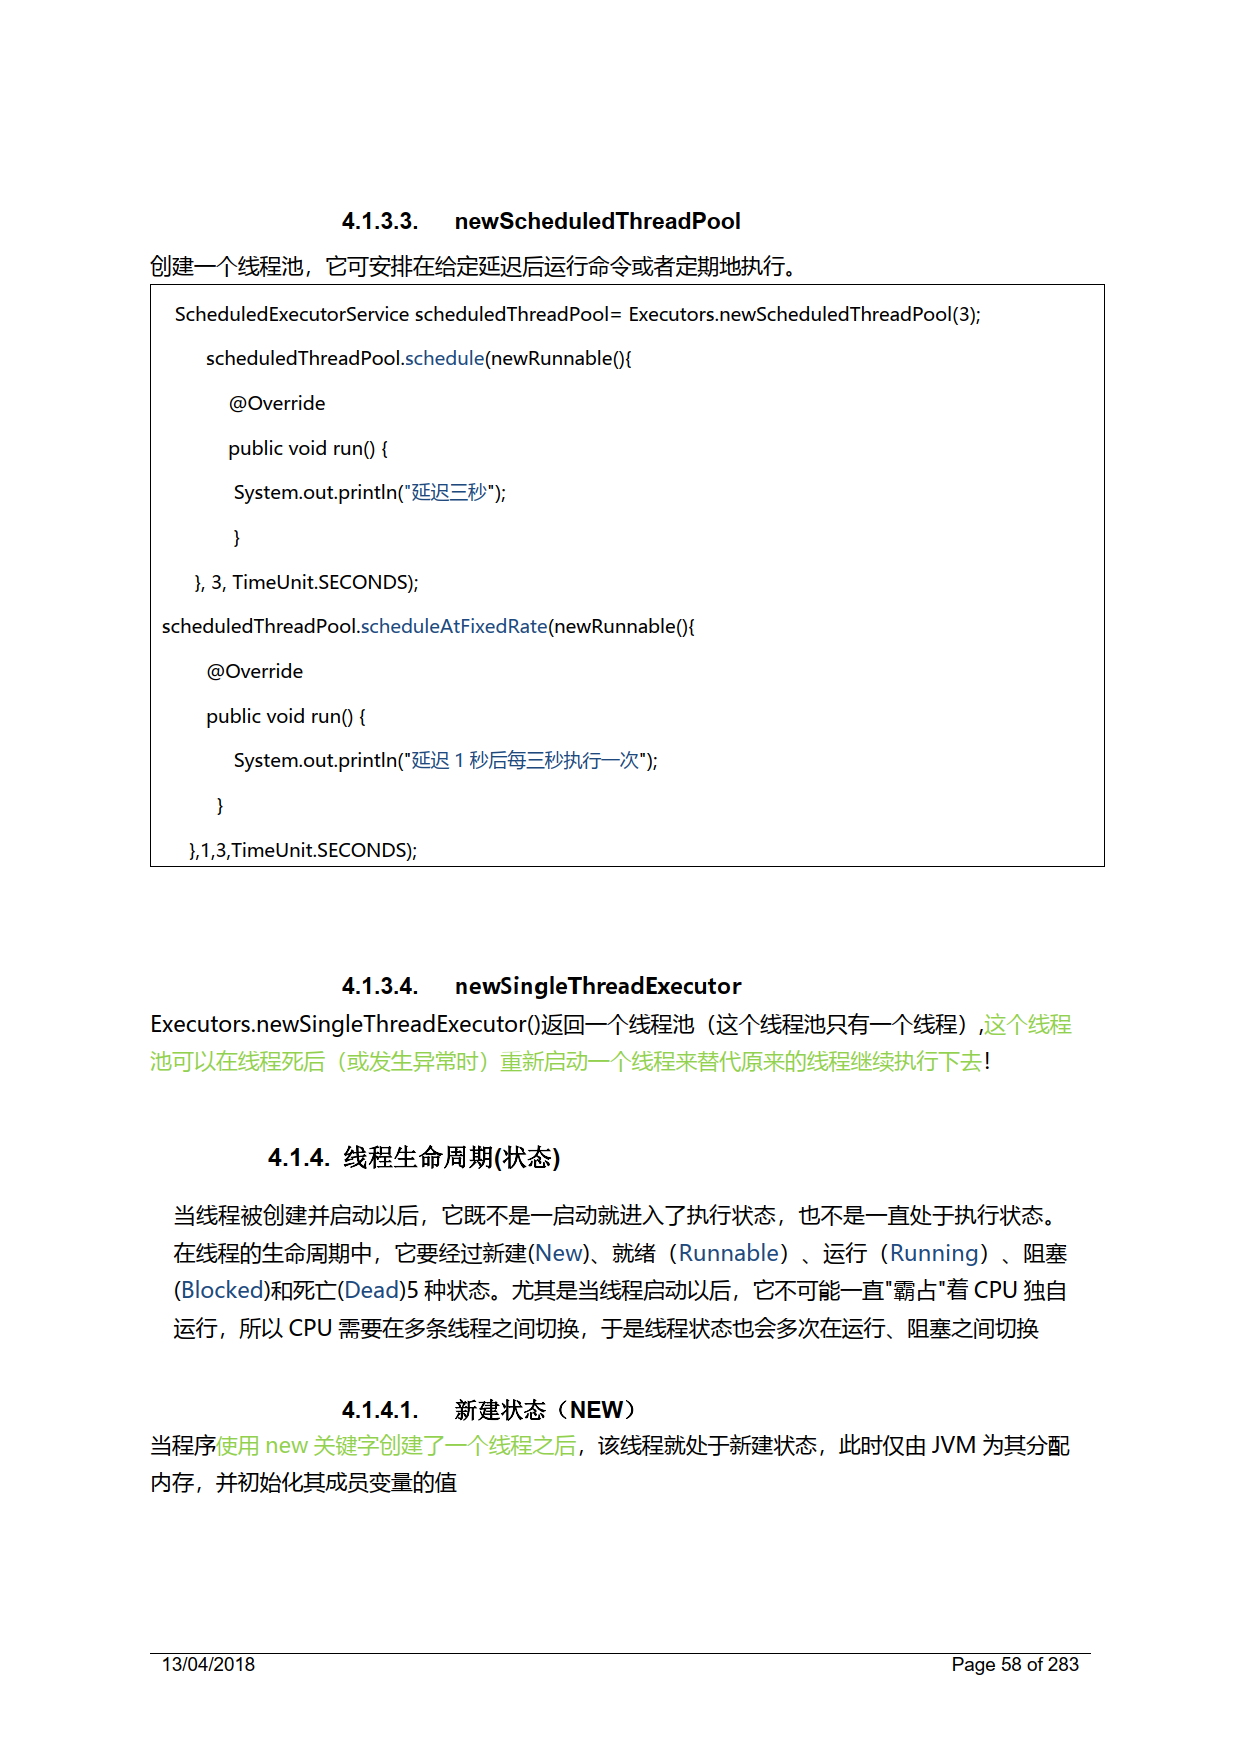 4.1.3.3. newScheduledThreadPool
创建一个线程池，它可安排在给定延迟后运行命令或者定期地执行。
ScheduledExecutorService scheduledThreadPool= Executors.newScheduledThreadPool(3);
scheduledThreadPool.schedule(newRunnable(){
@Override
public void run() {
System.out.println("延迟三秒");
}
}, 3, TimeUnit.SECONDS);
scheduledThreadPool.scheduleAtFixedRate(newRunnable(){
@Override
public void run() {
System.out.println("延迟 1 秒后每三秒执行一次");
}
},1,3,TimeUnit.SECONDS);
4.1.3.4. newSingleThreadExecutor
Executors.newSingleThreadExecutor()返回一个线程池（这个线程池只有一个线程）,这个线程
池可以在线程死后（或发生异常时）重新启动一个线程来替代原来的线程继续执行下去！
4.1.4. 线程生命周期(状态)
当线程被创建并启动以后，它既不是一启动就进入了执行状态，也不是一直处于执行状态。
在线程的生命周期中，它要经过新建(New)、就绪（Runnable）、运行（Running）、阻塞
(Blocked)和死亡(Dead)5 种状态。尤其是当线程启动以后，它不可能一直"霸占"着 CPU 独自
运行，所以 CPU 需要在多条线程之间切换，于是线程状态也会多次在运行、阻塞之间切换
4.1.4.1. 新建状态（NEW）
当程序使用 new 关键字创建了一个线程之后，该线程就处于新建状态，此时仅由 JVM 为其分配
内存，并初始化其成员变量的值
13/04/2018 Page 58 of 283